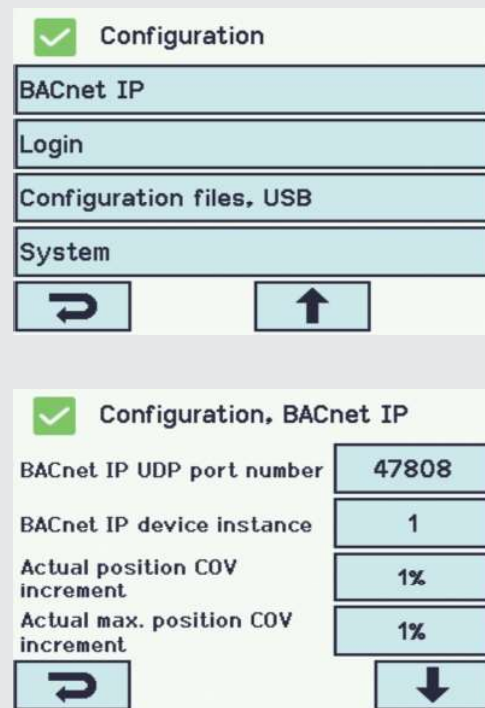 Configuration
BACnet IP
Login
Configuration files, USB
System
Configuration, BACnet IP
BACnet IP UDP port number 47808
BACnet IP device instance 1
Actual position COV
increment 1%
Actual max. position COV
increment 1%